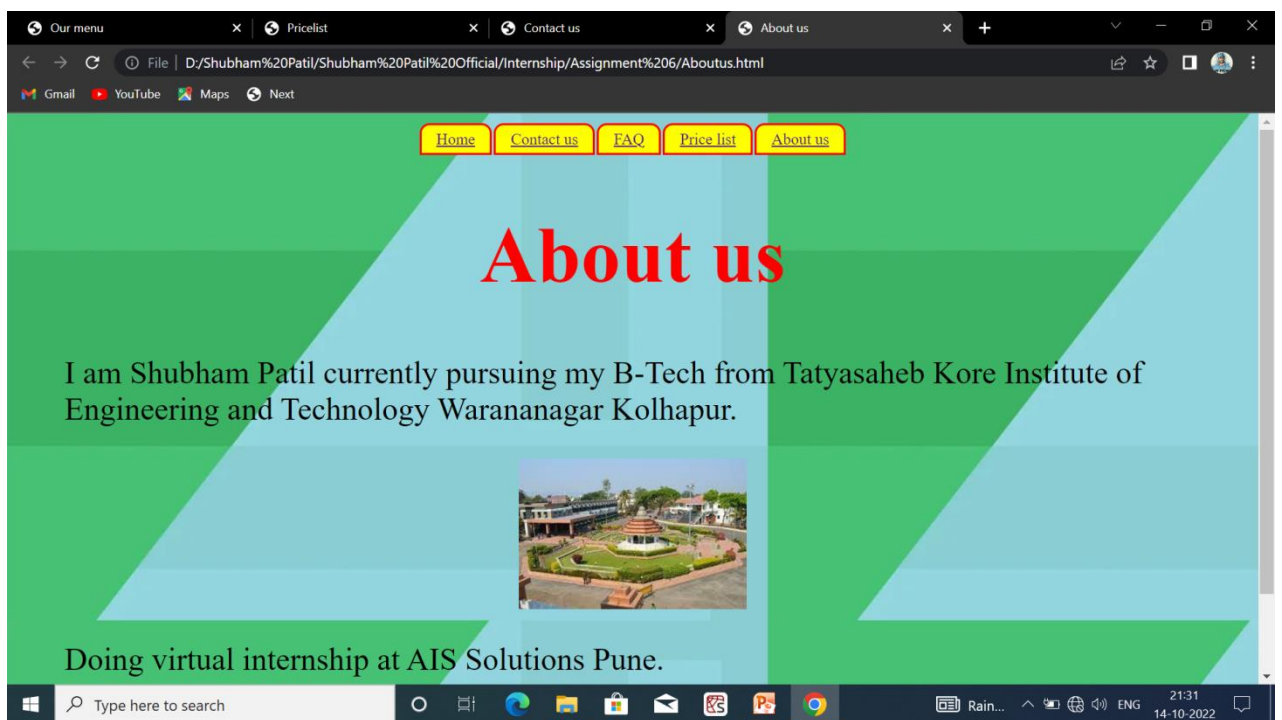 Our menu
Pricelist
Contact us
About us
File D:/Shubham%20Patil/Shubham%20Patil%20Official/Internship/Assignment%206/Aboutus.html
Gmail YouTube Maps Next
Home Contact us FAQ Price list About us
About us
I am Shubham Patil currently pursuing my B-Tech from Tatyasaheb Kore Institute of
Engineering and Technology Warananagar Kolhapur.
Doing virtual internship at AIS Solutions Pune.
Type here to search
Rain... ENG
21:31
14-10-2022